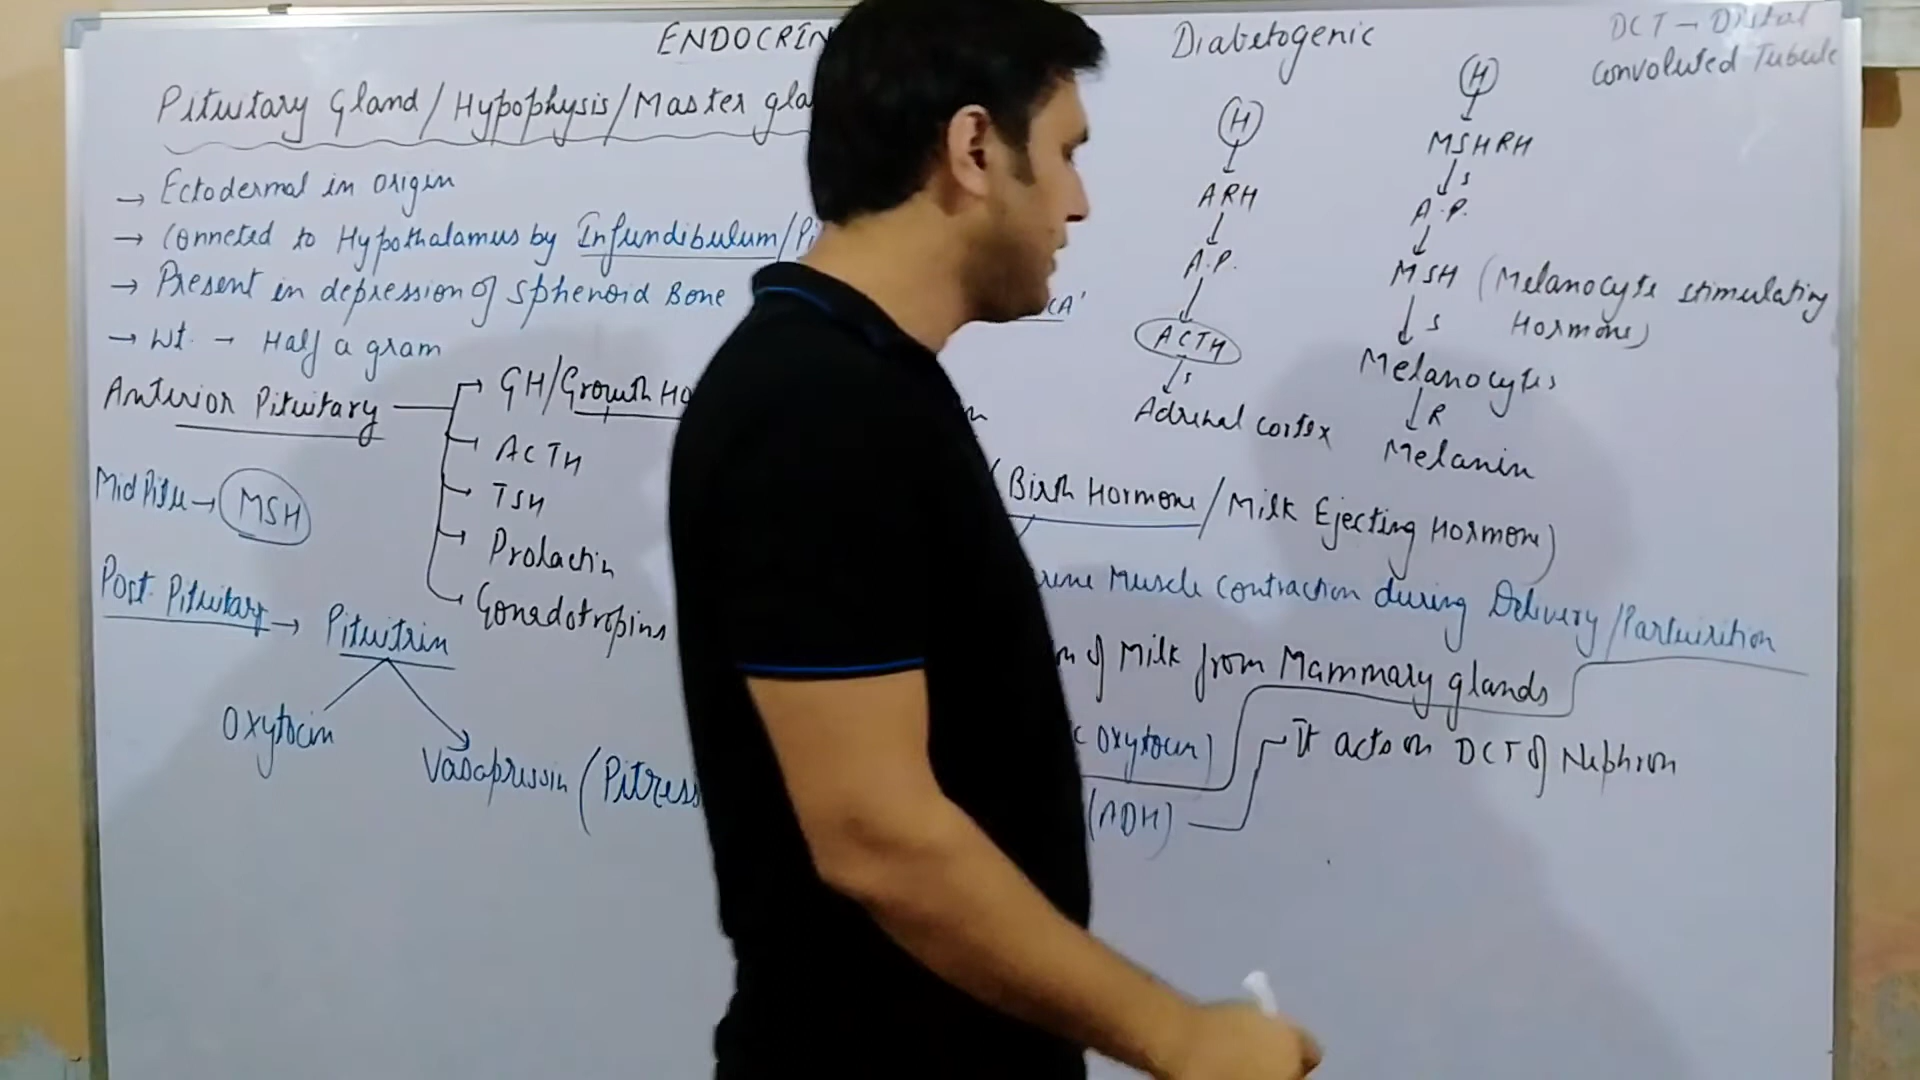 ENDOCRIN
Pituitary Gland/Hypophysis/Master gla
→ Ectodermal in origin
→ Conneted to Hypothalamus by Infundibulum/Pi
→ Present in depression of sphenoid Bone
CA'
→ Wt. → Half a gram
Anterior Pituitary
GH/Growth Ho
ACTH
TSH
Prolactin
Gonadotropins
Mid Pitu → MSH
Post. Pituitary → Pituitrin
Oxytocin
Vasopressin (Pitress
Diabetogenic
H
ARH
A.P.
ACTH
s
Adrenal cortex
DCT → Distal
Convoluted Tubule
H
MSHRH
s
A.P.
MSH (Melanocyte stimulating
Hormone)
s
Melanocytes
R
Melanin
(Birth Hormone/Milk Ejecting Hormone)
rine Muscle contraction during Delivery/Parturition
n of Milk from Mammary glands
c oxytocin)
It acts on DCT of Nephron
(ADH)